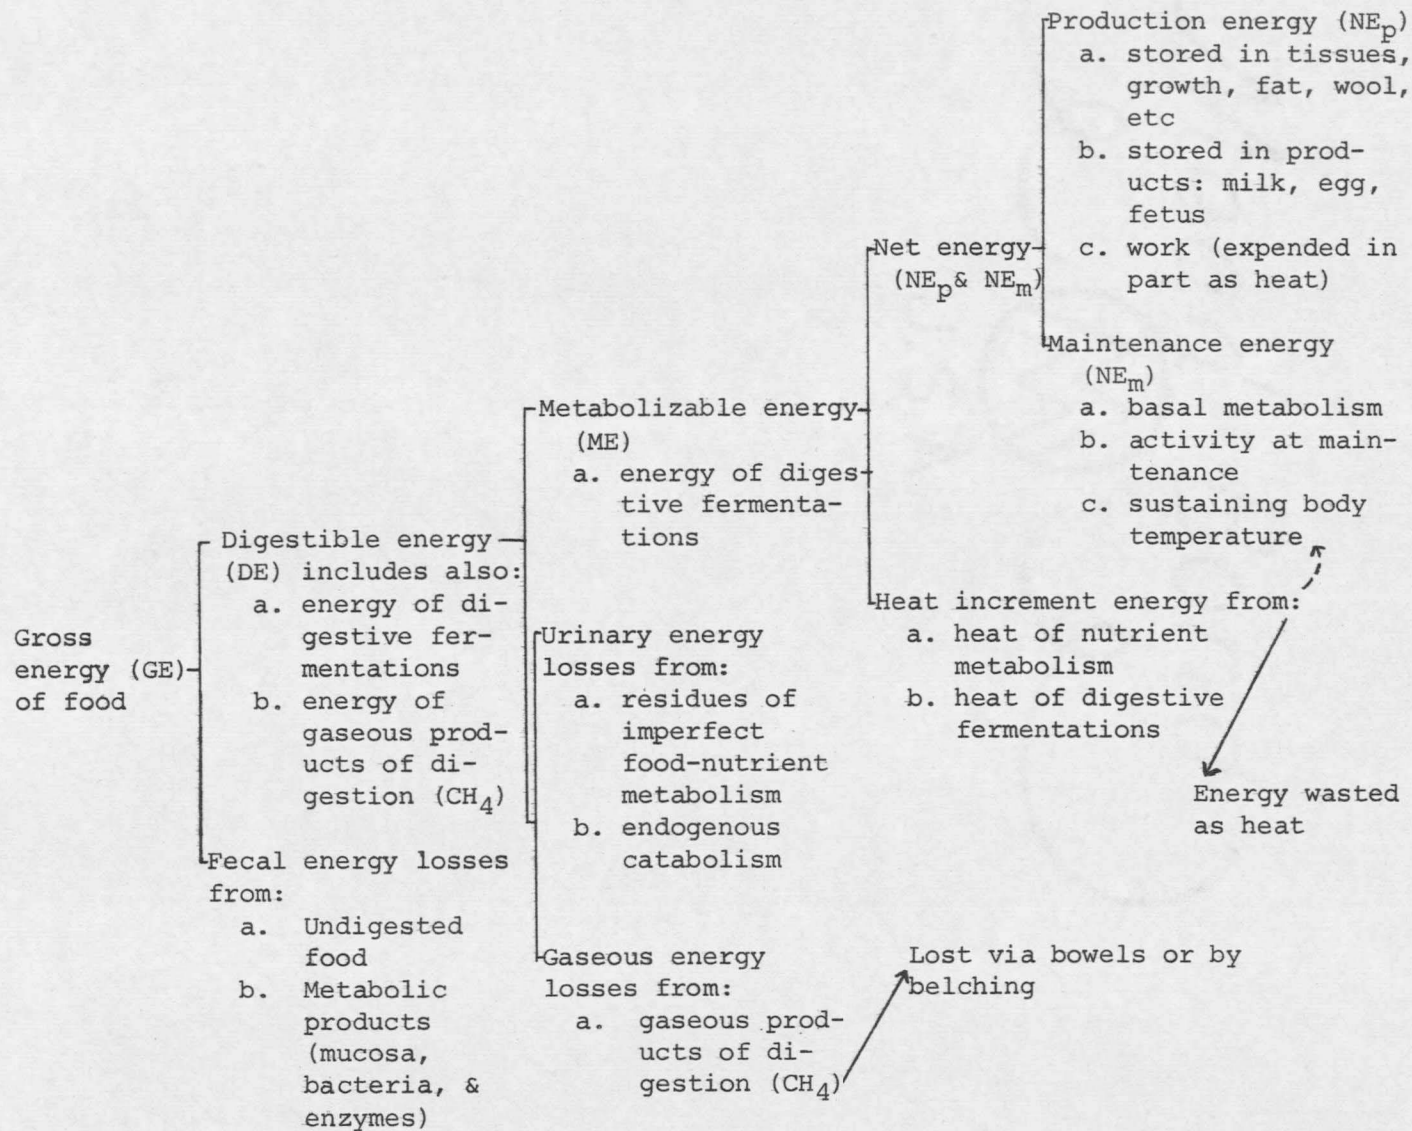 Gross
energy (GE)
of food
Digestible energy
(DE) includes also:
a. energy of di-
gestive fer-
mentations
b. energy of
gaseous prod-
ucts of di-
gestion (CH4)
Fecal energy losses
from:
a. Undigested
food
b. Metabolic
products
(mucosa,
bacteria, &
enzymes)
Metabolizable energy
(ME)
a. energy of diges-
tive fermenta-
tions
Urinary energy
losses from:
a. residues of
imperfect
food-nutrient
metabolism
b. endogenous
catabolism
Gaseous energy
losses from:
a. gaseous prod-
ucts of di-
gestion (CH4)
Lost via bowels or by
belching
Net energy
(NEp& NEm)
Heat increment energy from:
a. heat of nutrient
metabolism
b. heat of digestive
fermentations
Energy wasted
as heat
Production energy (NEp)
a. stored in tissues,
growth, fat, wool,
etc
b. stored in prod-
ucts: milk, egg,
fetus
c. work (expended in
part as heat)
Maintenance energy
(NEm)
a. basal metabolism
b. activity at main-
tenance
c. sustaining body
temperature